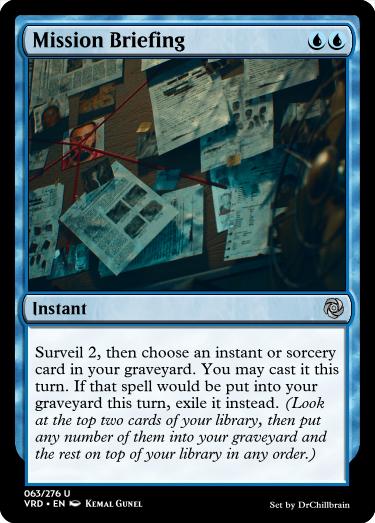 Mission Briefing
Instant
Surveil 2, then choose an instant or sorcery
card in your graveyard. You may cast it this
turn. If that spell would be put into your
graveyard this turn, exile it instead. (Look
at the top two cards of your library, then put
any number of them into your graveyard and
the rest on top of your library in any order.)
063/276 U
VRD • EN Kemal Gunel
Set by DrChillbrain